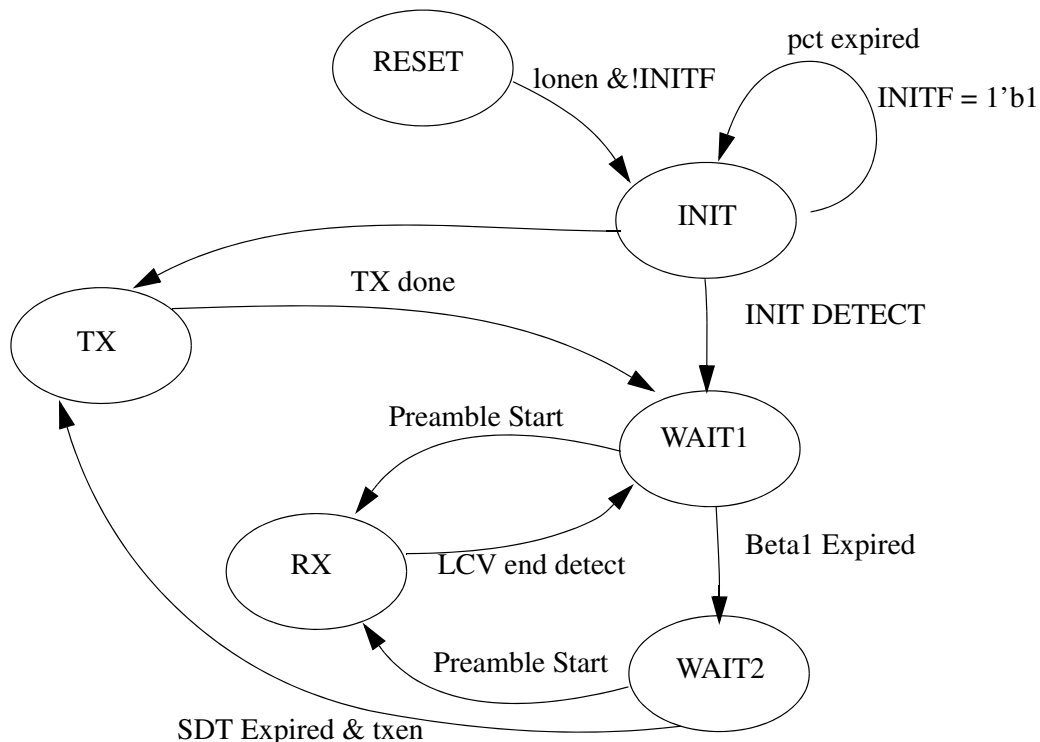 pct expired
RESET
lonen &!INITF
INITF = 1’b1
INIT
TX done
INIT DETECT
TX
Preamble Start
WAIT1
Beta1 Expired
RX
LCV end detect
Preamble Start
WAIT2
SDT Expired & txen